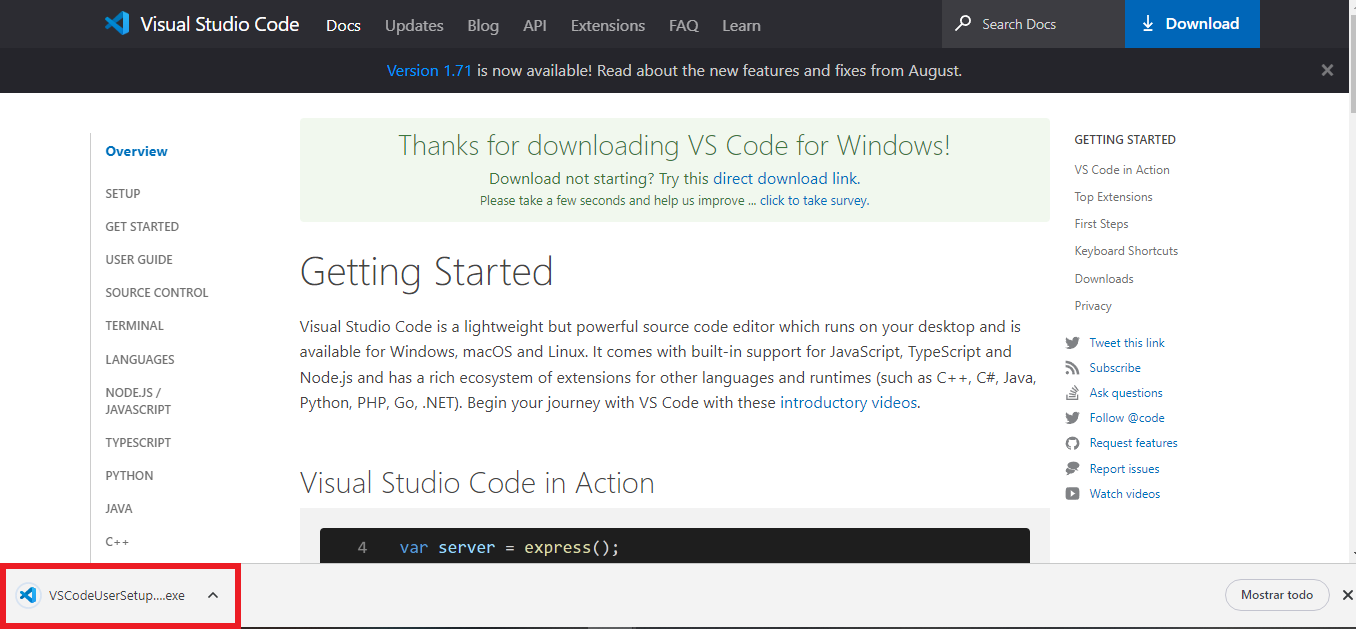 Visual Studio Code Docs Updates Blog API Extensions FAQ Learn Search Docs Download
Version 1.71 is now available! Read about the new features and fixes from August.
Overview
SETUP
GET STARTED
USER GUIDE
SOURCE CONTROL
TERMINAL
LANGUAGES
NODE.JS /
JAVASCRIPT
TYPESCRIPT
PYTHON
JAVA
C++
Thanks for downloading VS Code for Windows!
Download not starting? Try this direct download link.
Please take a few seconds and help us improve ... click to take survey.
Getting Started
Visual Studio Code is a lightweight but powerful source code editor which runs on your desktop and is
available for Windows, macOS and Linux. It comes with built-in support for JavaScript, TypeScript and
Node.js and has a rich ecosystem of extensions for other languages and runtimes (such as C++, C#, Java,
Python, PHP, Go, .NET). Begin your journey with VS Code with these introductory videos.
Visual Studio Code in Action
4 var server = express();
GETTING STARTED
VS Code in Action
Top Extensions
First Steps
Keyboard Shortcuts
Downloads
Privacy
Tweet this link
Subscribe
Ask questions
Follow @code
Request features
Report issues
Watch videos
VSCodeUserSetup....exe
Mostrar todo